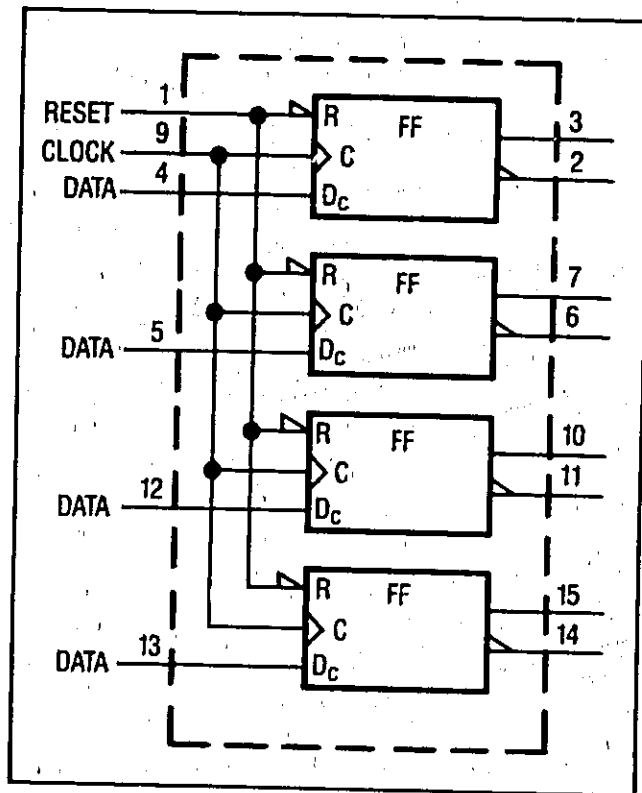 RESET 1 R FF 3
CLOCK 9 C 2
DATA 4 DC
R FF 7
C 6
DATA 5 DC
R FF 10
C 11
DATA 12 DC
R FF 15
C 14
DATA 13 DC